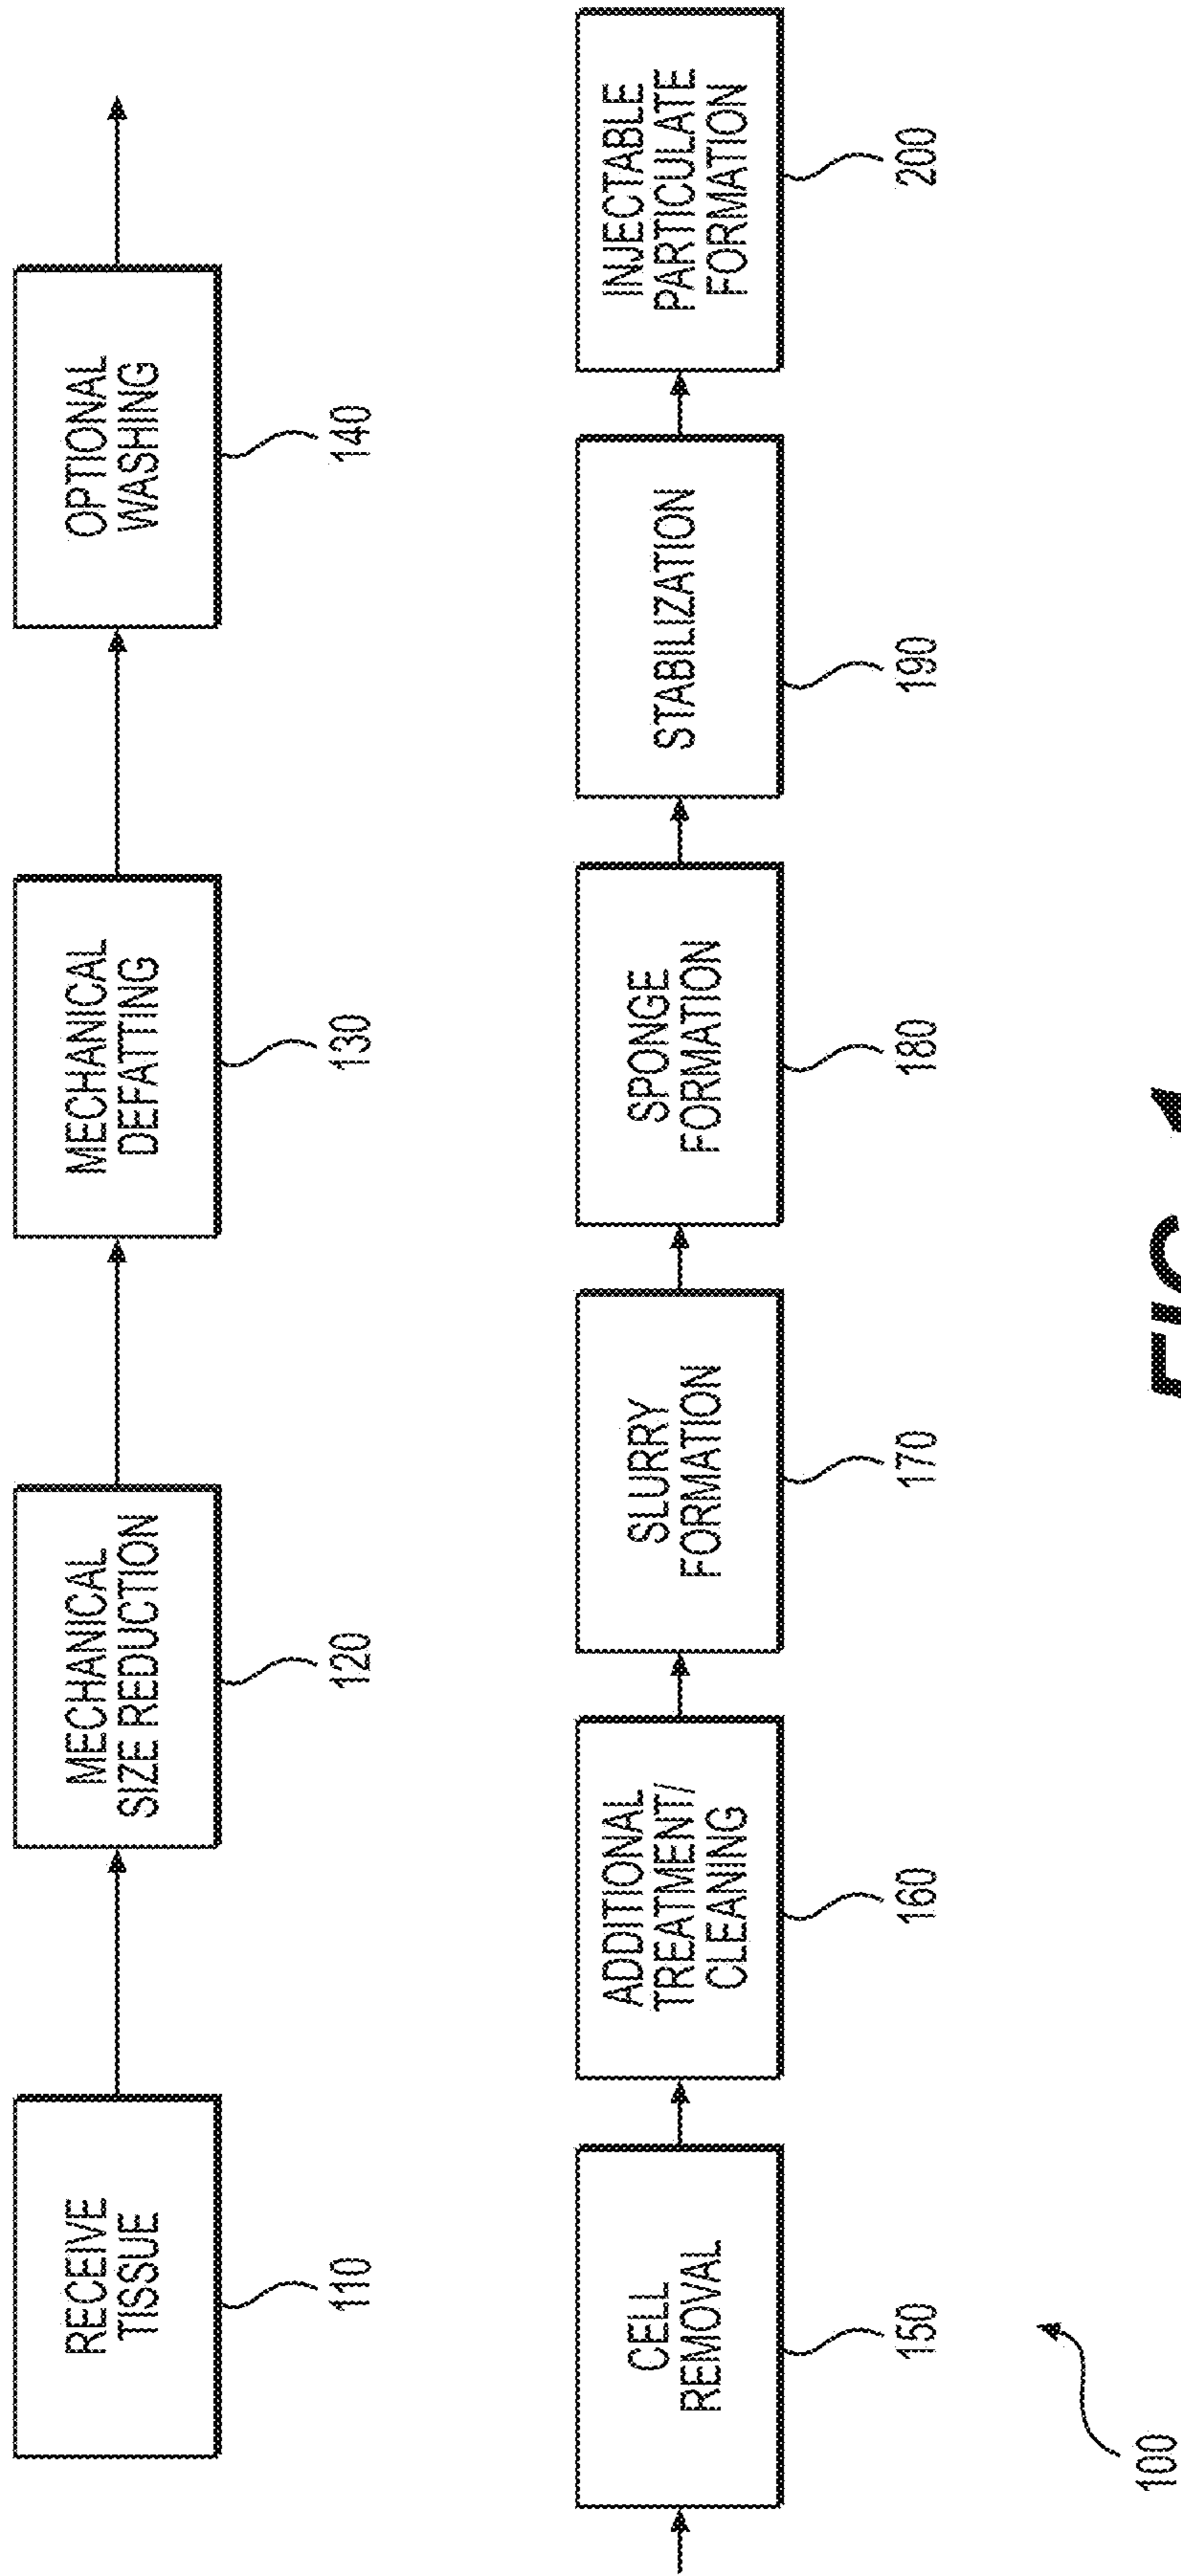 RECEIVE
TISSUE
110
MECHANICAL
SIZE REDUCTION
120
MECHANICAL
DEFATTING
130
OPTIONAL
WASHING
140
CELL
REMOVAL
150
ADDITIONAL
TREATMENT/
CLEANING
160
SLURRY
FORMATION
170
SPONGE
FORMATION
180
STABILIZATION
190
INJECTABLE
PARTICULATE
FORMATION
200
100